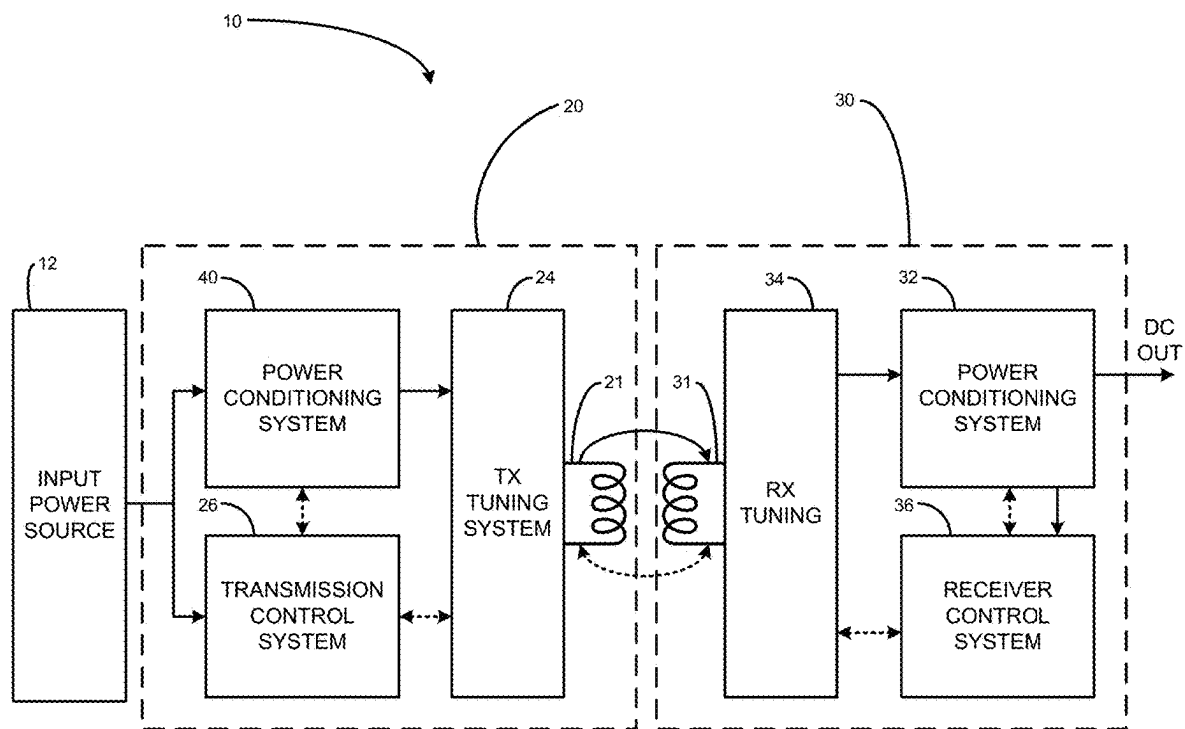 10
20
30
12
40
24
34
32
DC
OUT
POWER
CONDITIONING
SYSTEM
POWER
CONDITIONING
SYSTEM
21
31
INPUT
POWER
SOURCE
TX
TUNING
SYSTEM
RX
TUNING
26
36
TRANSMISSION
CONTROL
SYSTEM
RECEIVER
CONTROL
SYSTEM